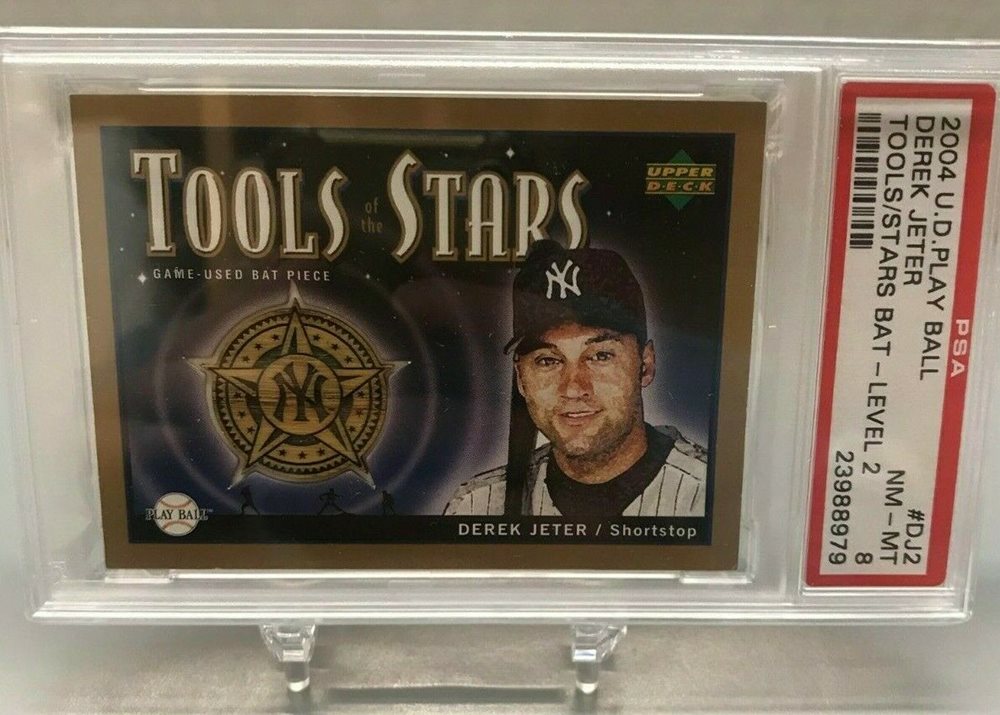 TOOLS of the STARS
UPPER
D·E·C·K
GAME-USED BAT PIECE
NY
NY
PLAY BALL
DEREK JETER / Shortstop
PSA
2004 U.D.PLAY BALL #DJ2
DEREK JETER NM-MT
TOOLS/STARS BAT-LEVEL 2 8
23988979